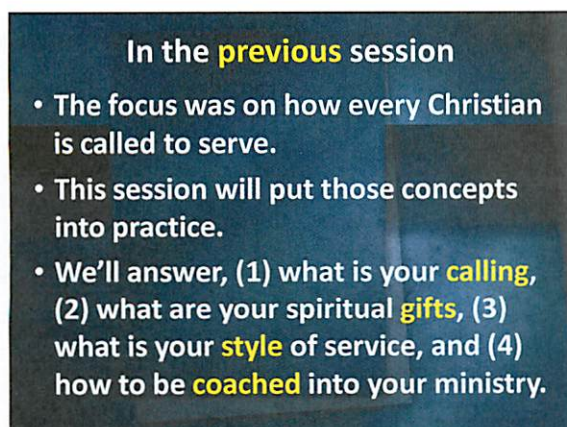 In the previous session
• The focus was on how every Christian
is called to serve.
• This session will put those concepts
into practice.
• We'll answer, (1) what is your calling,
(2) what are your spiritual gifts, (3)
what is your style of service, and (4)
how to be coached into your ministry.